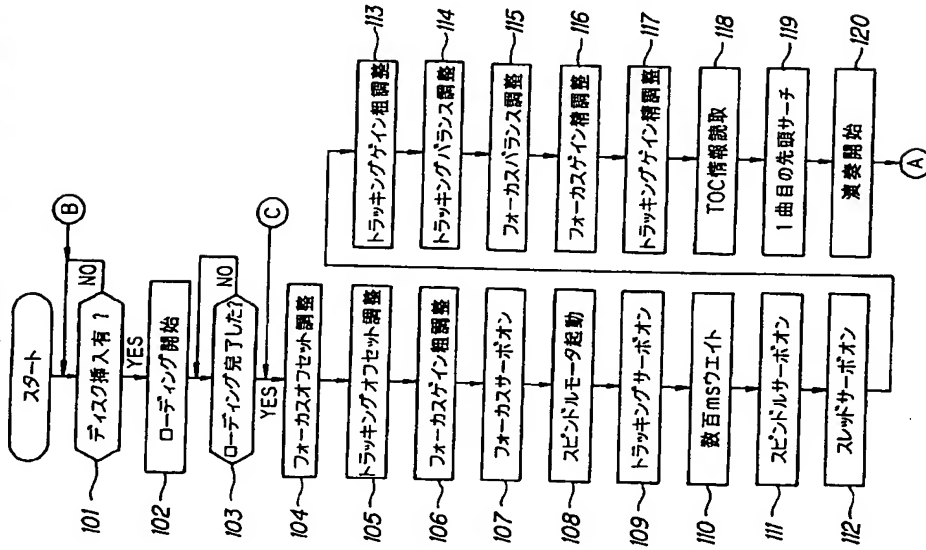 スタート
B
ディスク挿入有?
NO
YES
101
ローディング開始
102
ローディング完了した?
NO
YES
103
C
フォーカスオフセット調整
104
トラッキングオフセット調整
105
フォーカスゲイン粗調整
106
フォーカスサーボオン
107
スピンドルモータ起動
108
トラッキングサーボオン
109
数百msウエイト
110
スピンドルサーボオン
111
スレッドサーボオン
112
トラッキングゲイン粗調整
113
トラッキングバランス調整
114
フォーカスバランス調整
115
フォーカスゲイン精調整
116
トラッキングゲイン精調整
117
TOC情報読取
118
1曲目の先頭サーチ
119
演奏開始
120
A